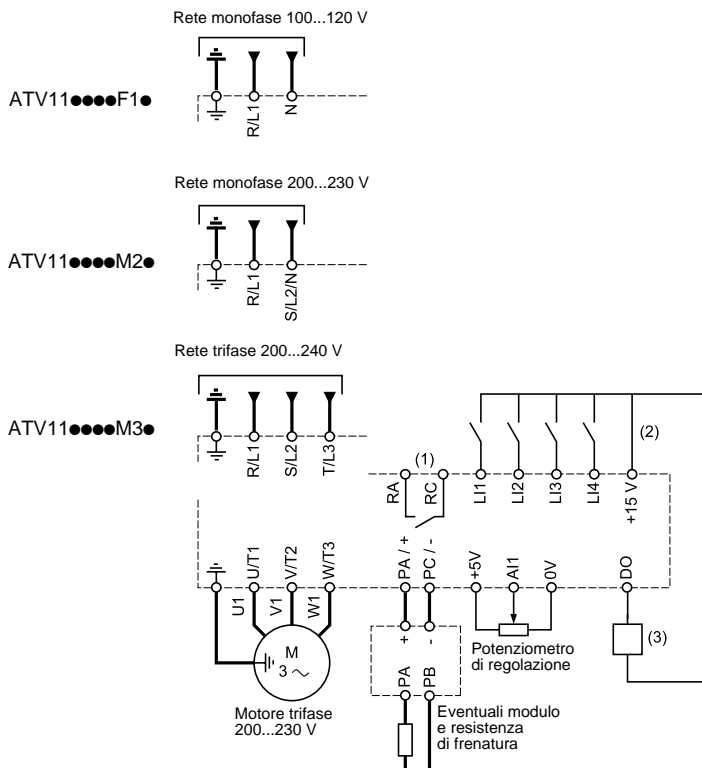 Rete monofase 100...120 V
ATV11●●●●F1●
R/L1
N
Rete monofase 200...230 V
ATV11●●●●M2●
R/L1
S/L2/N
Rete trifase 200...240 V
ATV11●●●●M3●
R/L1
S/L2
T/L3
(1)
(2)
RA
RC
LI1
LI2
LI3
LI4
+15 V
U/T1
V/T2
W/T3
PA / +
PC / -
+5V
AI1
0V
DO
U1
V1
W1
M
3 ~
+
-
PA
PB
Potenziometro
di regolazione
(3)
Motore trifase
200...230 V
Eventuali modulo
e resistenza
di frenatura